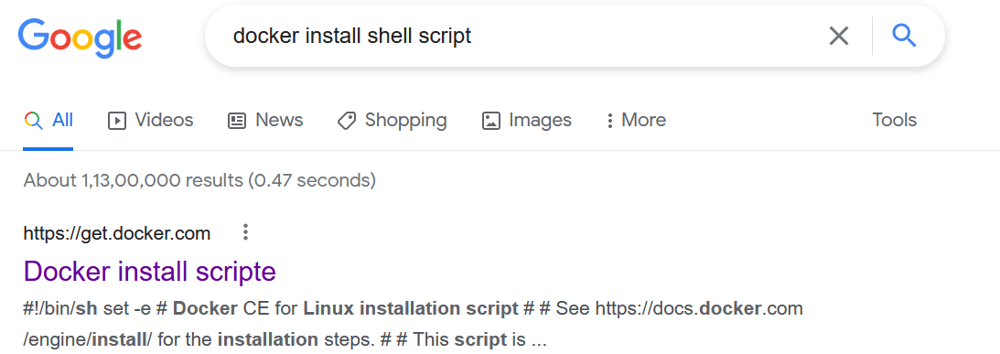 Google
docker install shell script
All Videos News Shopping Images More Tools
About 1,13,00,000 results (0.47 seconds)
https://get.docker.com
Docker install scripte
#!/bin/sh set -e # Docker CE for Linux installation script # # See https://docs.docker.com
/engine/install/ for the installation steps. # # This script is ...